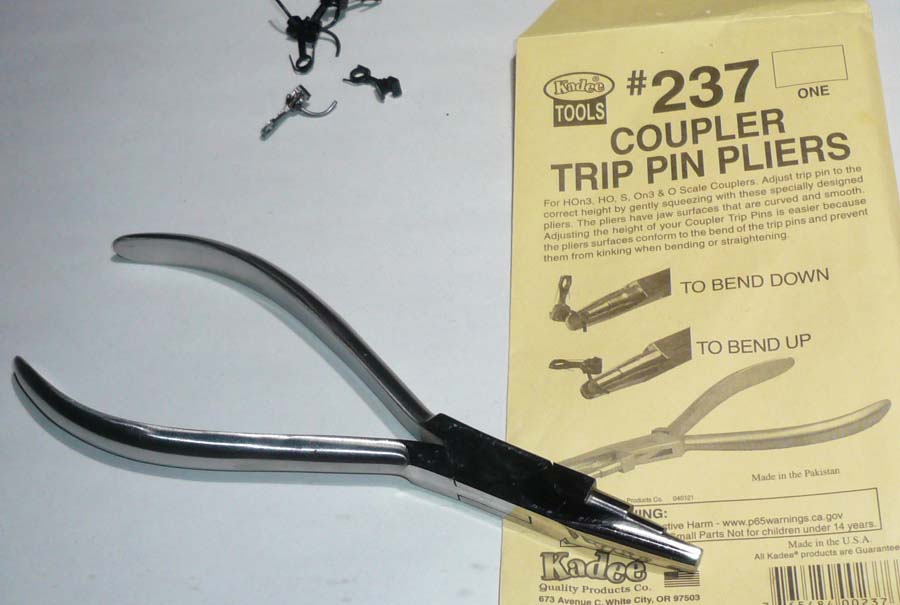 Kadee®
TOOLS
#237
ONE
COUPLER
TRIP PIN PLIERS
For HOn3, HO, S, On3 & O Scale Couplers. Adjust trip pin to the
correct height by gently squeezing with these specially designed
pliers. The pliers have jaw surfaces that are curved and smooth.
Adjusting the height of your Coupler Trip Pins is easier because
the pliers surfaces conform to the bend of the trip pins and prevent
them from kinking when bending or straightening.
TO BEND DOWN
TO BEND UP
Made in the Pakistan
Products Co. 040121
NING:
ctive Harm - www.p65warnings.ca.gov
Small Parts Not for children under 14 years.
Made in the U.S.A.
All Kadee® products are Guarantee
Kadee
Quality Products Co.
673 Avenue C, White City, OR 97503
00237